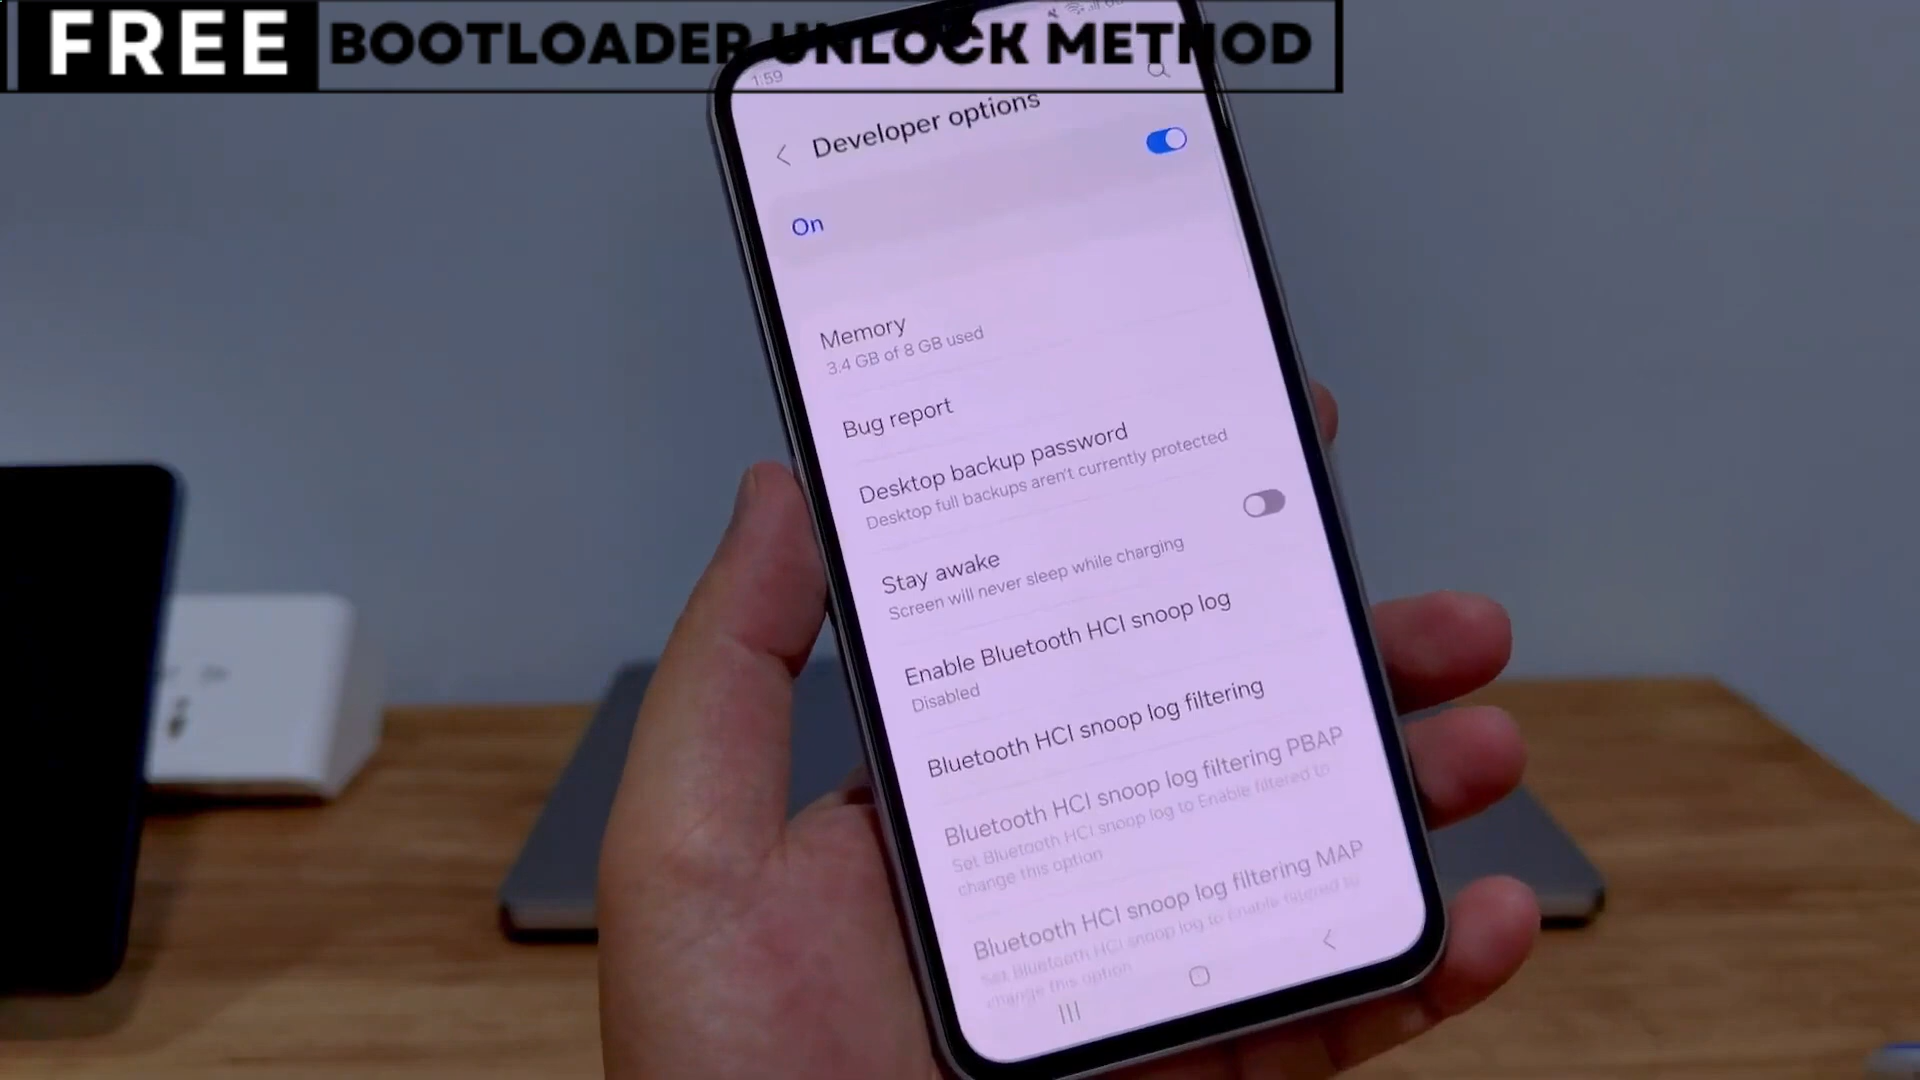 FREE BOOTLOADER UNLOCK METHOD
1:59
Developer options
On
Memory
3.4 GB of 8 GB used
Bug report
Desktop backup password
Desktop full backups aren't currently protected
Stay awake
Screen will never sleep while charging
Enable Bluetooth HCI snoop log
Disabled
Bluetooth HCI snoop log filtering
Bluetooth HCI snoop log filtering PBAP
Set Bluetooth HCI snoop log to Enable filtered to
change this option
Bluetooth HCI snoop log filtering MAP
Set Bluetooth HCI snoop log to Enable filtered to
change this option